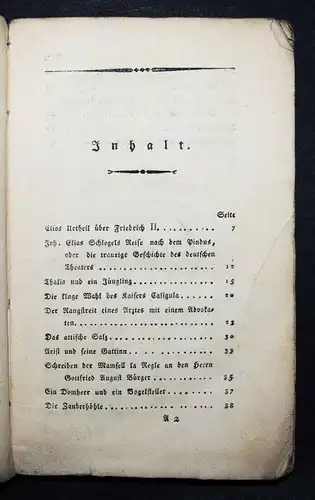 Inhalt.
Seite
Elios Urtheil über Friedrich II. . . . . . . . . . 7
Joh. Elias Schlegels Reise nach dem Pindus,
oder die traurige Geschichte des deutschen
Theaters . . . . . . . . . . . . . . . 12
Thalia und ein Jüngling . . . . . . . . . . . 15
Die kluge Wahl des Kaisers Caligula . . . . . . 20
Der Rangstreit eines Arztes mit einem Advoka-
ten . . . . . . . . . . . . . . . . . 23
Das attische Salz . . . . . . . . . . . . . . 30
Arist und seine Gattinn . . . . . . . . . . . 33
Schreiben der Mamsell la Regle an den Herrn
Gottfried August Bürger . . . . . . . . . 35
Ein Domherr und ein Vogelsteller . . . . . . . 37
Die Zauberhöhle . . . . . . . . . . . . . . 38
A 2